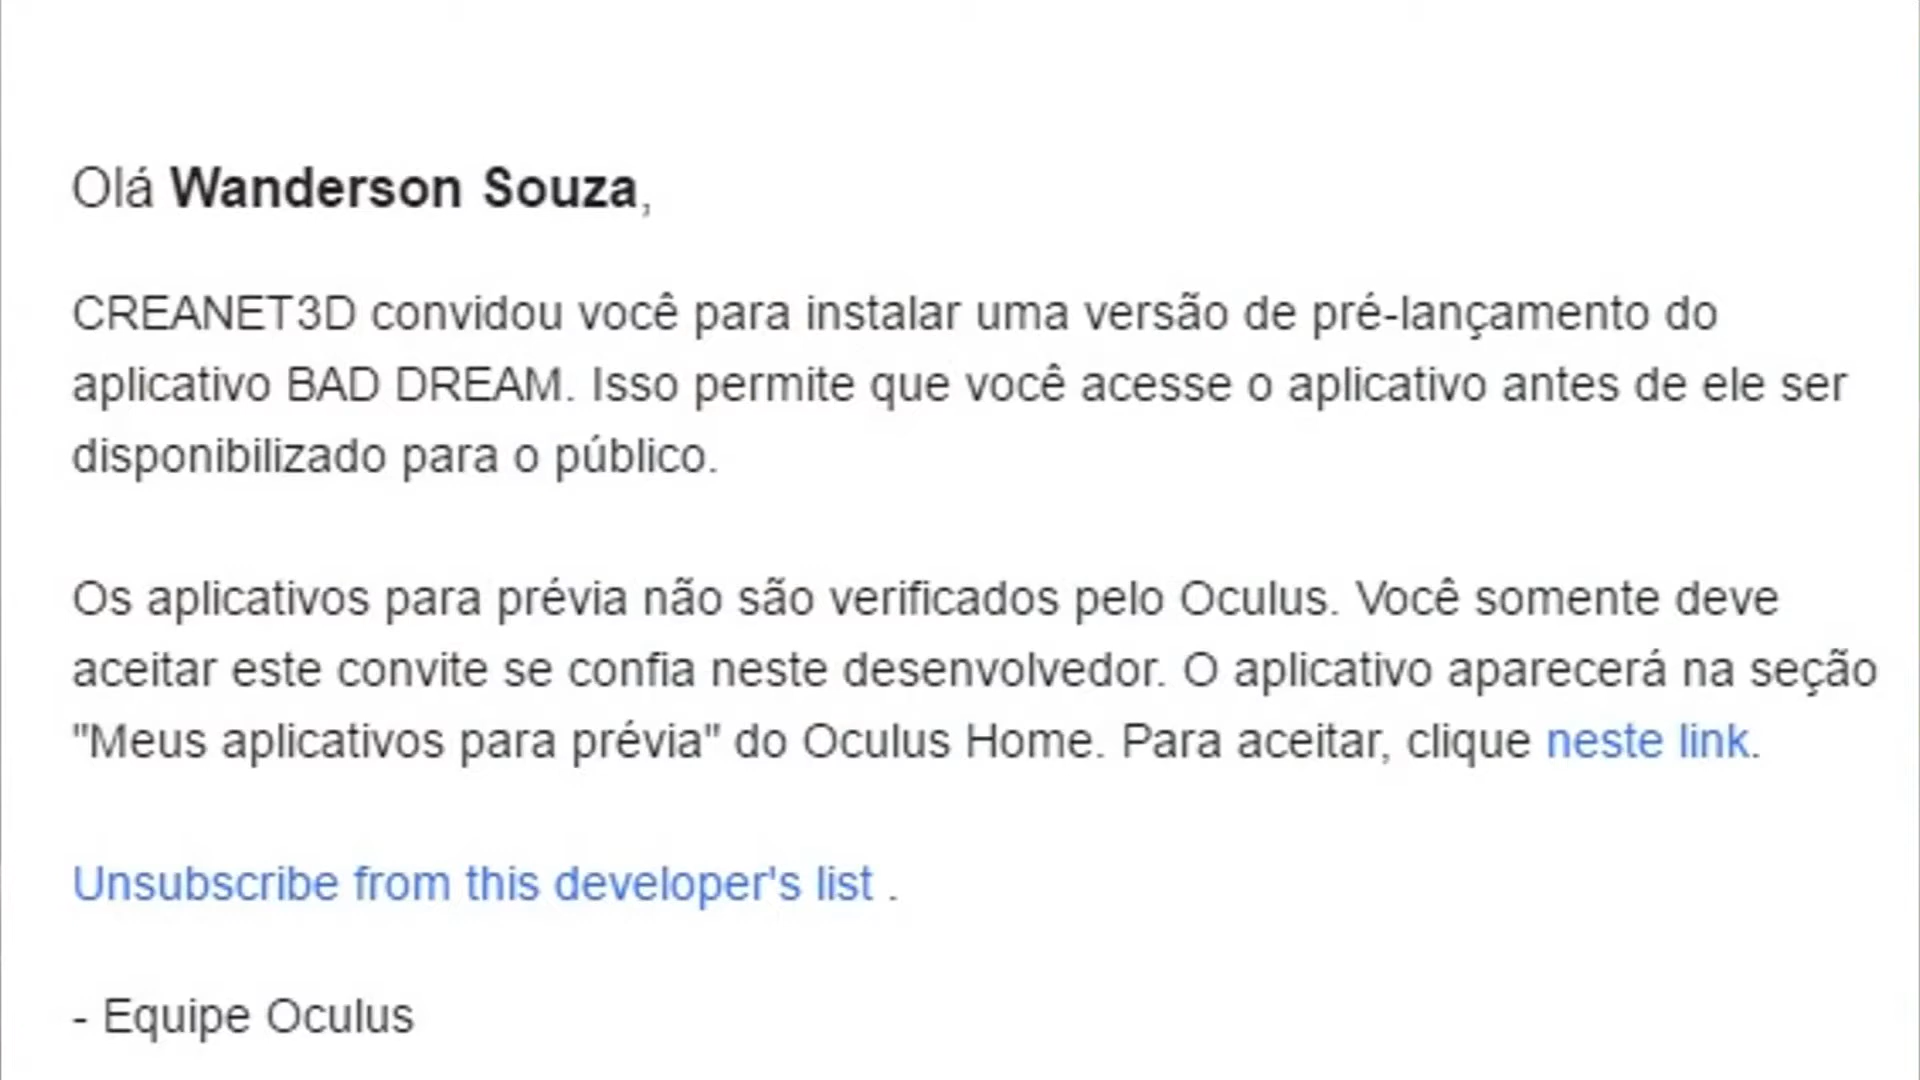 Olá Wanderson Souza,
CREANET3D convidou você para instalar uma versão de pré-lançamento do
aplicativo BAD DREAM. Isso permite que você acesse o aplicativo antes de ele ser
disponibilizado para o público.
Os aplicativos para prévia não são verificados pelo Oculus. Você somente deve
aceitar este convite se confia neste desenvolvedor. O aplicativo aparecerá na seção
"Meus aplicativos para prévia" do Oculus Home. Para aceitar, clique neste link.
Unsubscribe from this developer's list .
- Equipe Oculus